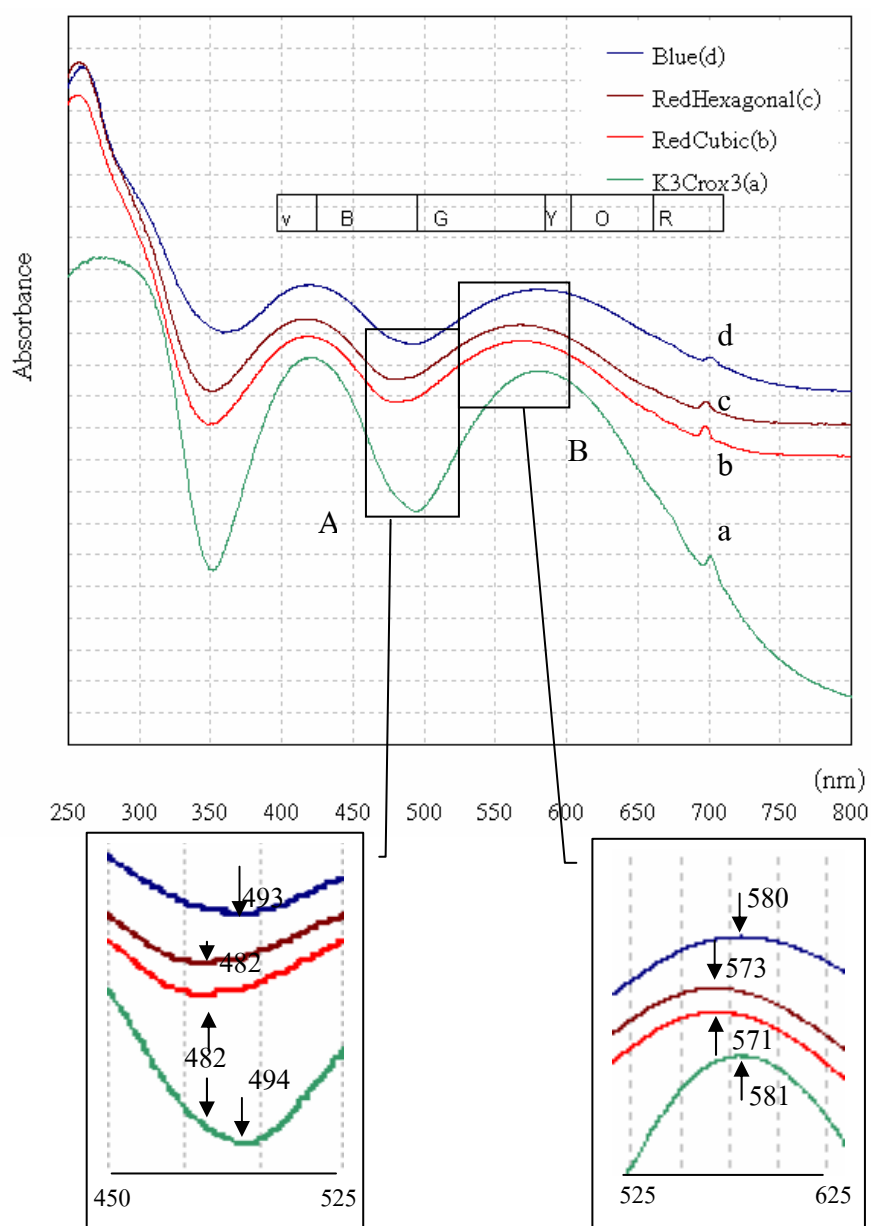 Blue(d)
RedHexagonal(c)
RedCubic(b)
K3Crox3(a)
v B G Y O R
Absorbance
d
c
b
a
A
B
(nm)
250 300 350 400 450 500 550 600 650 700 750 800
493
482
482
494
450 525
580
573
571
581
525 625